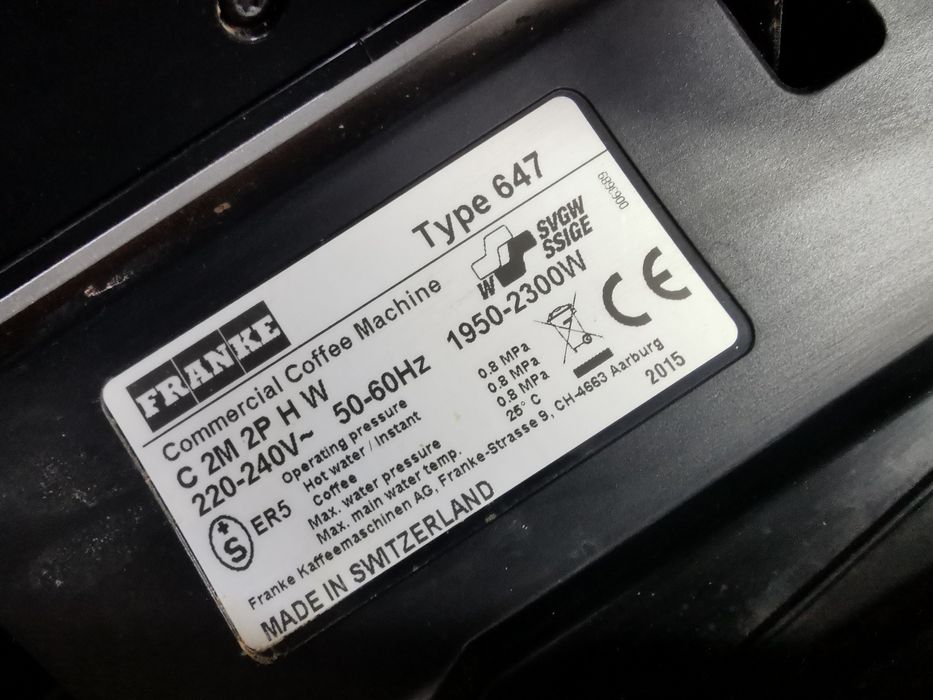 FRANKE
Type 647
Commercial Coffee Machine
C 2M 2P H W
W
SVGW
SSIGE
220-240V~ 50-60Hz 1950-2300W
+S
ER5
Operating pressure
Hot water / Instant 0.8 MPa
Coffee 0.8 MPa
Max. water pressure 0.8 MPa
Max. main water temp. 25° C
CE
Franke Kaffeemaschinen AG, Franke-Strasse 9, CH-4663 Aarburg
MADE IN SWITZERLAND
2015